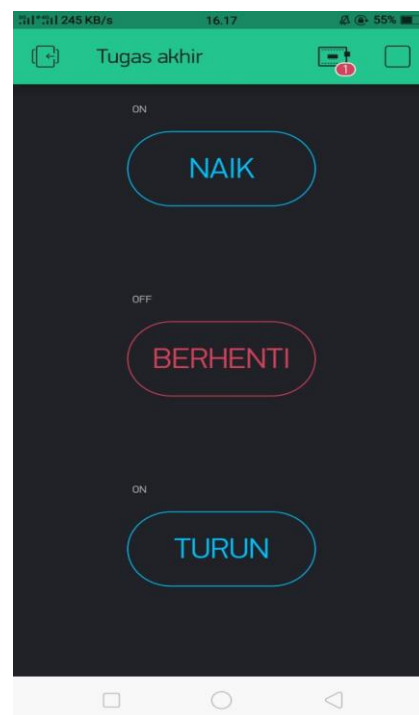 245 KB/s 16.17 55%
Tugas akhir
1
ON
NAIK
OFF
BERHENTI
ON
TURUN